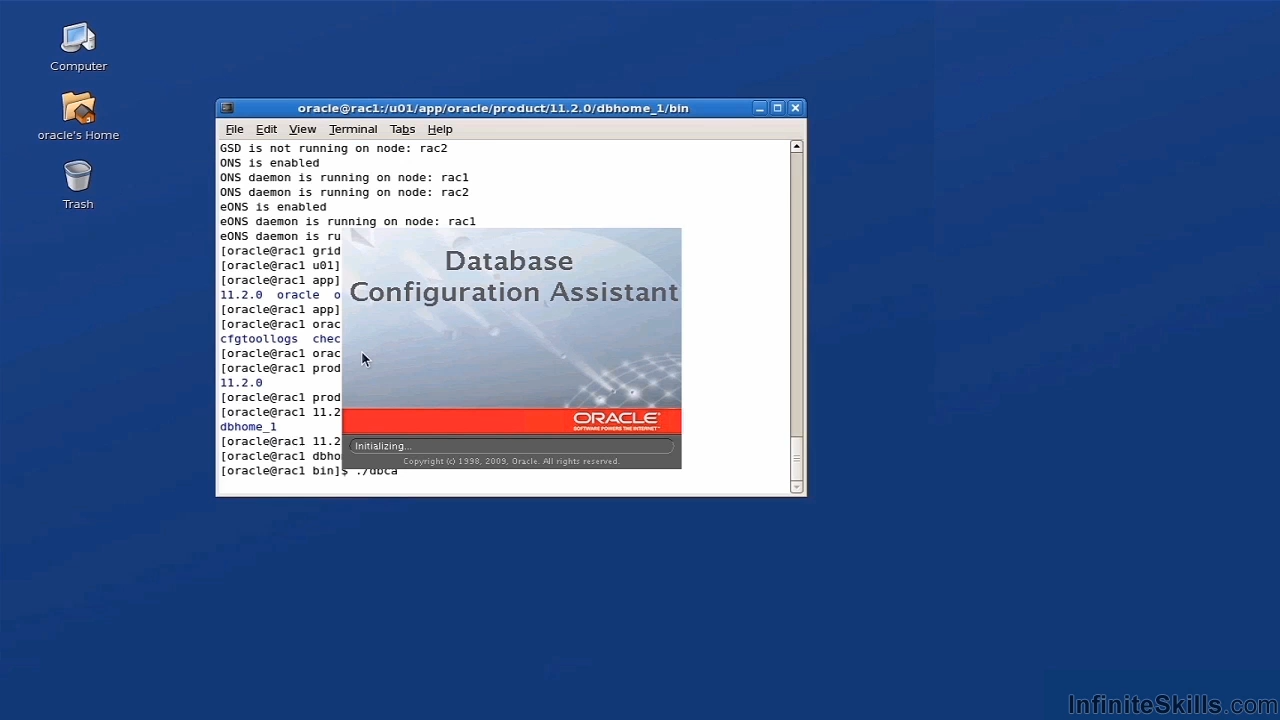 Computer
oracle's Home
Trash
oracle@rac1:/u01/app/oracle/product/11.2.0/dbhome_1/bin
File Edit View Terminal Tabs Help
GSD is not running on node: rac2
ONS is enabled
ONS daemon is running on node: rac1
ONS daemon is running on node: rac2
eONS is enabled
eONS daemon is running on node: rac1
eONS daemon is ru
[oracle@rac1 grid
[oracle@rac1 u01]
[oracle@rac1 app]
11.2.0 oracle o
[oracle@rac1 app]
[oracle@rac1 orac
cfgtoollogs chec
[oracle@rac1 orac
[oracle@rac1 prod
11.2.0
[oracle@rac1 prod
[oracle@rac1 11.2
dbhome_1
[oracle@rac1 11.2
[oracle@rac1 dbho
[oracle@rac1 bin]$ ./dbca
Database
Configuration Assistant
ORACLE
SOFTWARE POWERS THE INTERNET
Initializing...
Copyright (c) 1998, 2009, Oracle. All rights reserved.
InfiniteSkills.com